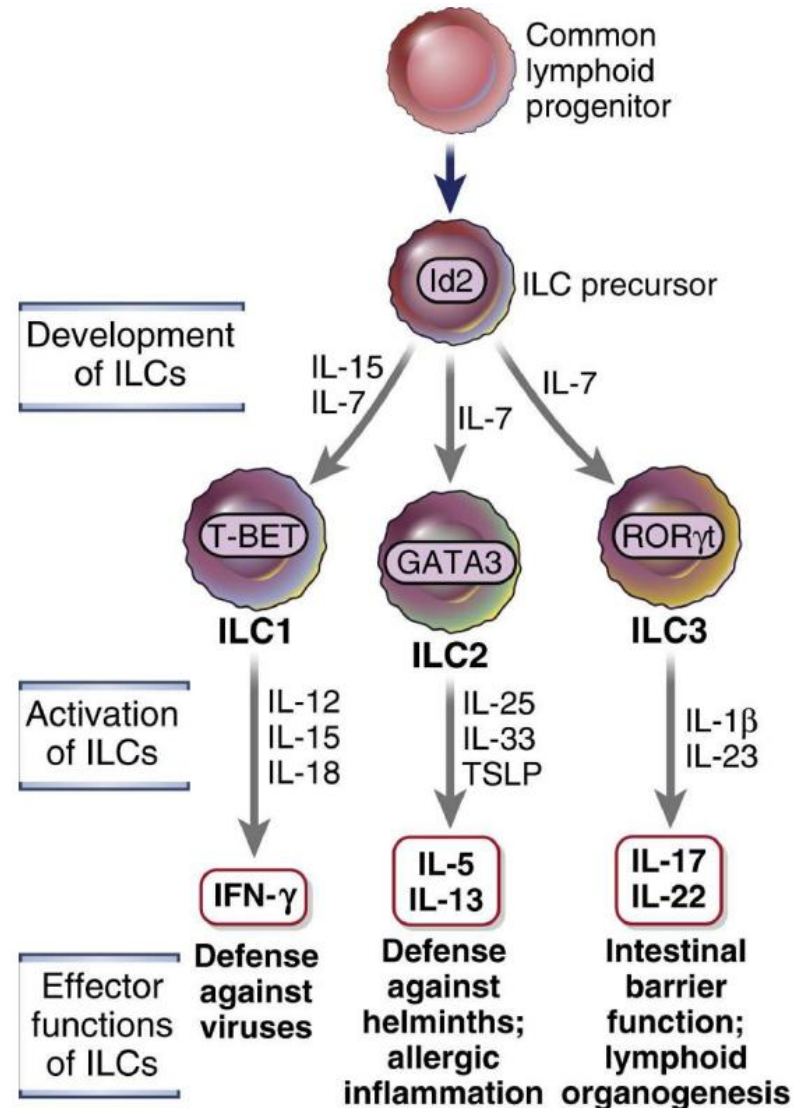 Common
lymphoid
progenitor
Id2
ILC precursor
Development
of ILCs
IL-15
IL-7
IL-7
IL-7
T-BET
GATA3
RORγt
ILC1
ILC2
ILC3
Activation
of ILCs
IL-12
IL-15
IL-18
IL-25
IL-33
TSLP
IL-1β
IL-23
IFN-γ
IL-5
IL-13
IL-17
IL-22
Effector
functions
of ILCs
Defense
against
viruses
Defense
against
helminths;
allergic
inflammation
Intestinal
barrier
function;
lymphoid
organogenesis